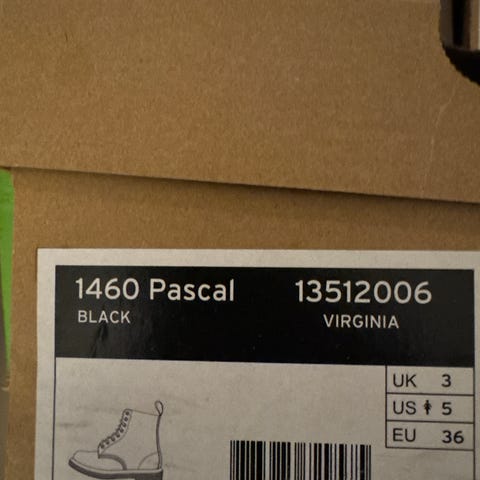 1460 Pascal 13512006
BLACK VIRGINIA
UK 3
US 5
EU 36